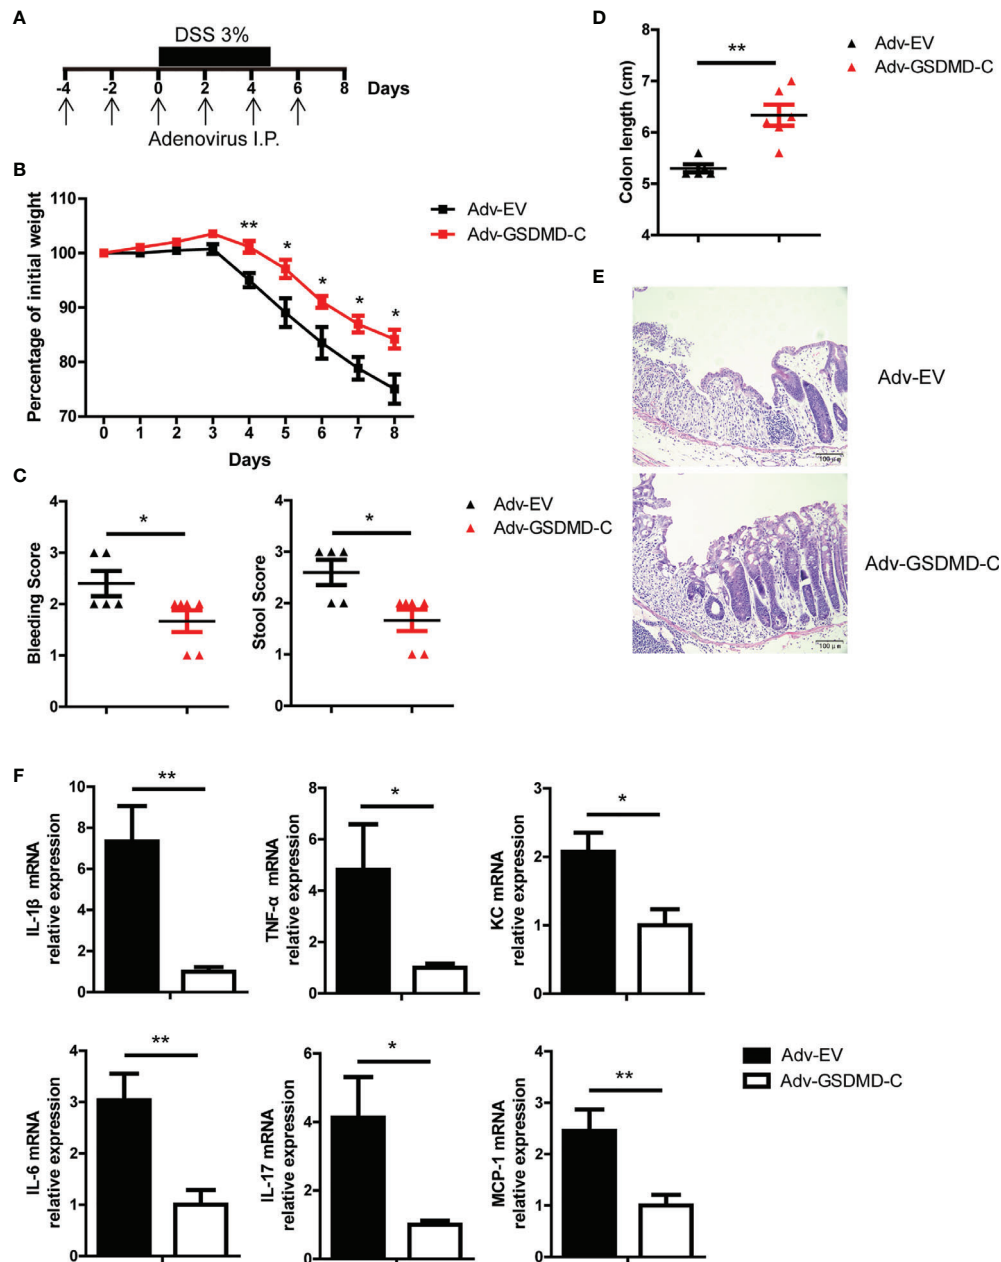 A
DSS 3%
-4 -2 0 2 4 6 8 Days
Adenovirus I.P.
B
Percentage of initial weight
110
100
90
80
70
** * * * *
0 1 2 3 4 5 6 7 8
Days
Adv-EV
Adv-GSDMD-C
C
Bleeding Score
4
3
2
1
0
*
Stool Score
4
3
2
1
0
*
Adv-EV
Adv-GSDMD-C
D
Colon length (cm)
8
7
6
5
4
**
Adv-EV
Adv-GSDMD-C
E
100 μm
Adv-EV
100 μm
Adv-GSDMD-C
F
IL-1β mRNA
relative expression
10
8
6
4
2
0
**
TNF-α mRNA
relative expression
8
6
4
2
0
*
KC mRNA
relative expression
3
2
1
0
*
IL-6 mRNA
relative expression
4
3
2
1
0
**
IL-17 mRNA
relative expression
6
4
2
0
*
MCP-1 mRNA
relative expression
4
3
2
1
0
**
Adv-EV
Adv-GSDMD-C